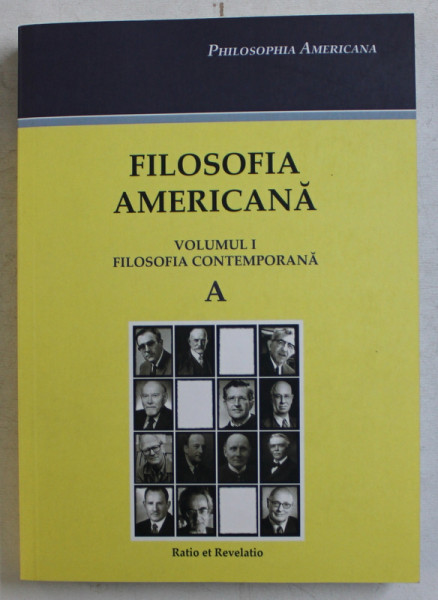 PHILOSOPHIA AMERICANA
FILOSOFIA
AMERICANĂ
VOLUMUL I
FILOSOFIA CONTEMPORANĂ
A
Ratio et Revelatio